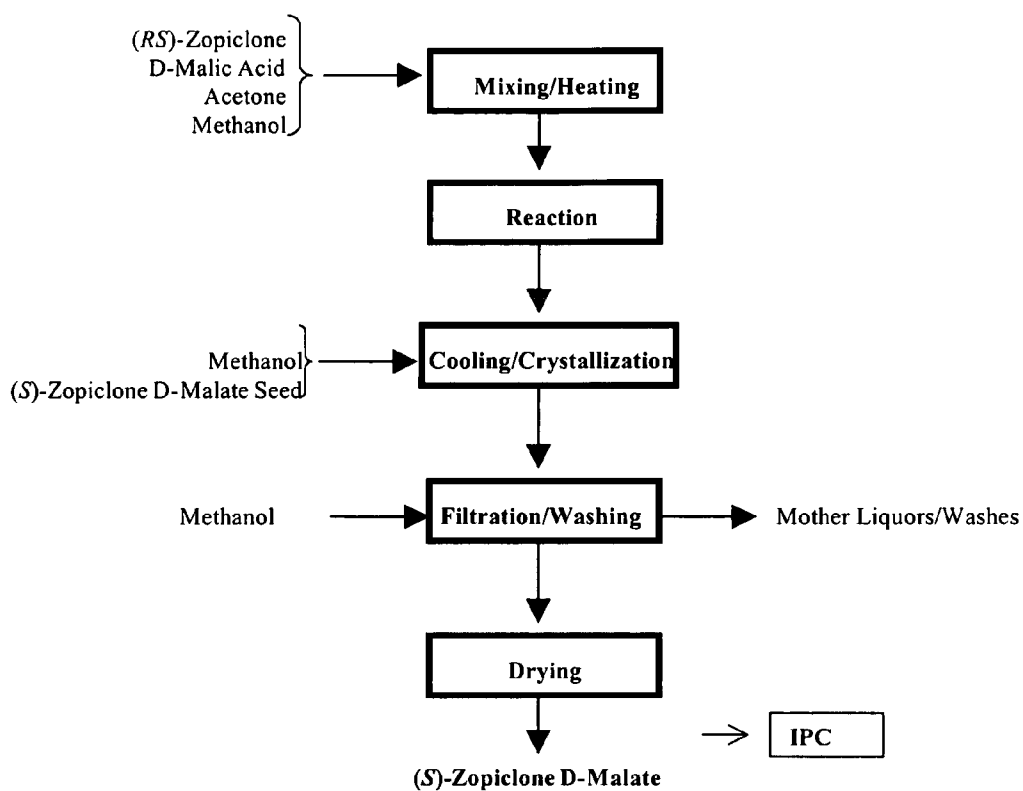 (RS)-Zopiclone
D-Malic Acid
Acetone
Methanol
Mixing/Heating
Reaction
Methanol
(S)-Zopiclone D-Malate Seed
Cooling/Crystallization
Methanol
Filtration/Washing
Mother Liquors/Washes
Drying
IPC
(S)-Zopiclone D-Malate